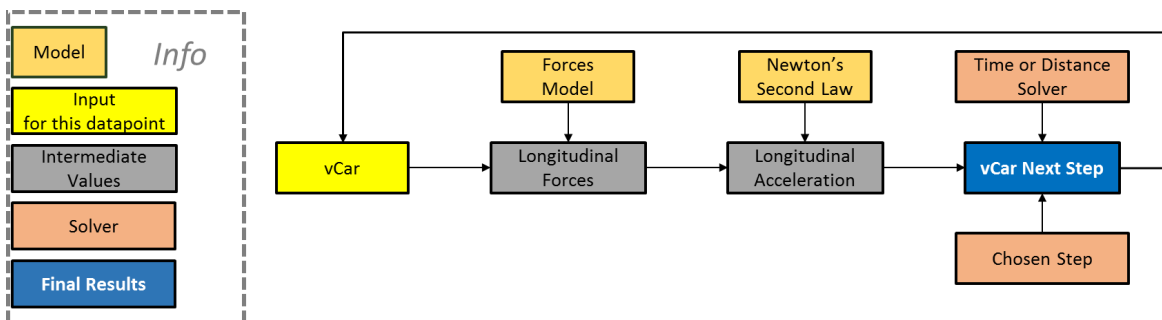 Info
Model
Input
for this datapoint
Intermediate
Values
Solver
Final Results
Forces
Model
Newton's
Second Law
Time or Distance
Solver
vCar
Longitudinal
Forces
Longitudinal
Acceleration
vCar Next Step
Chosen Step